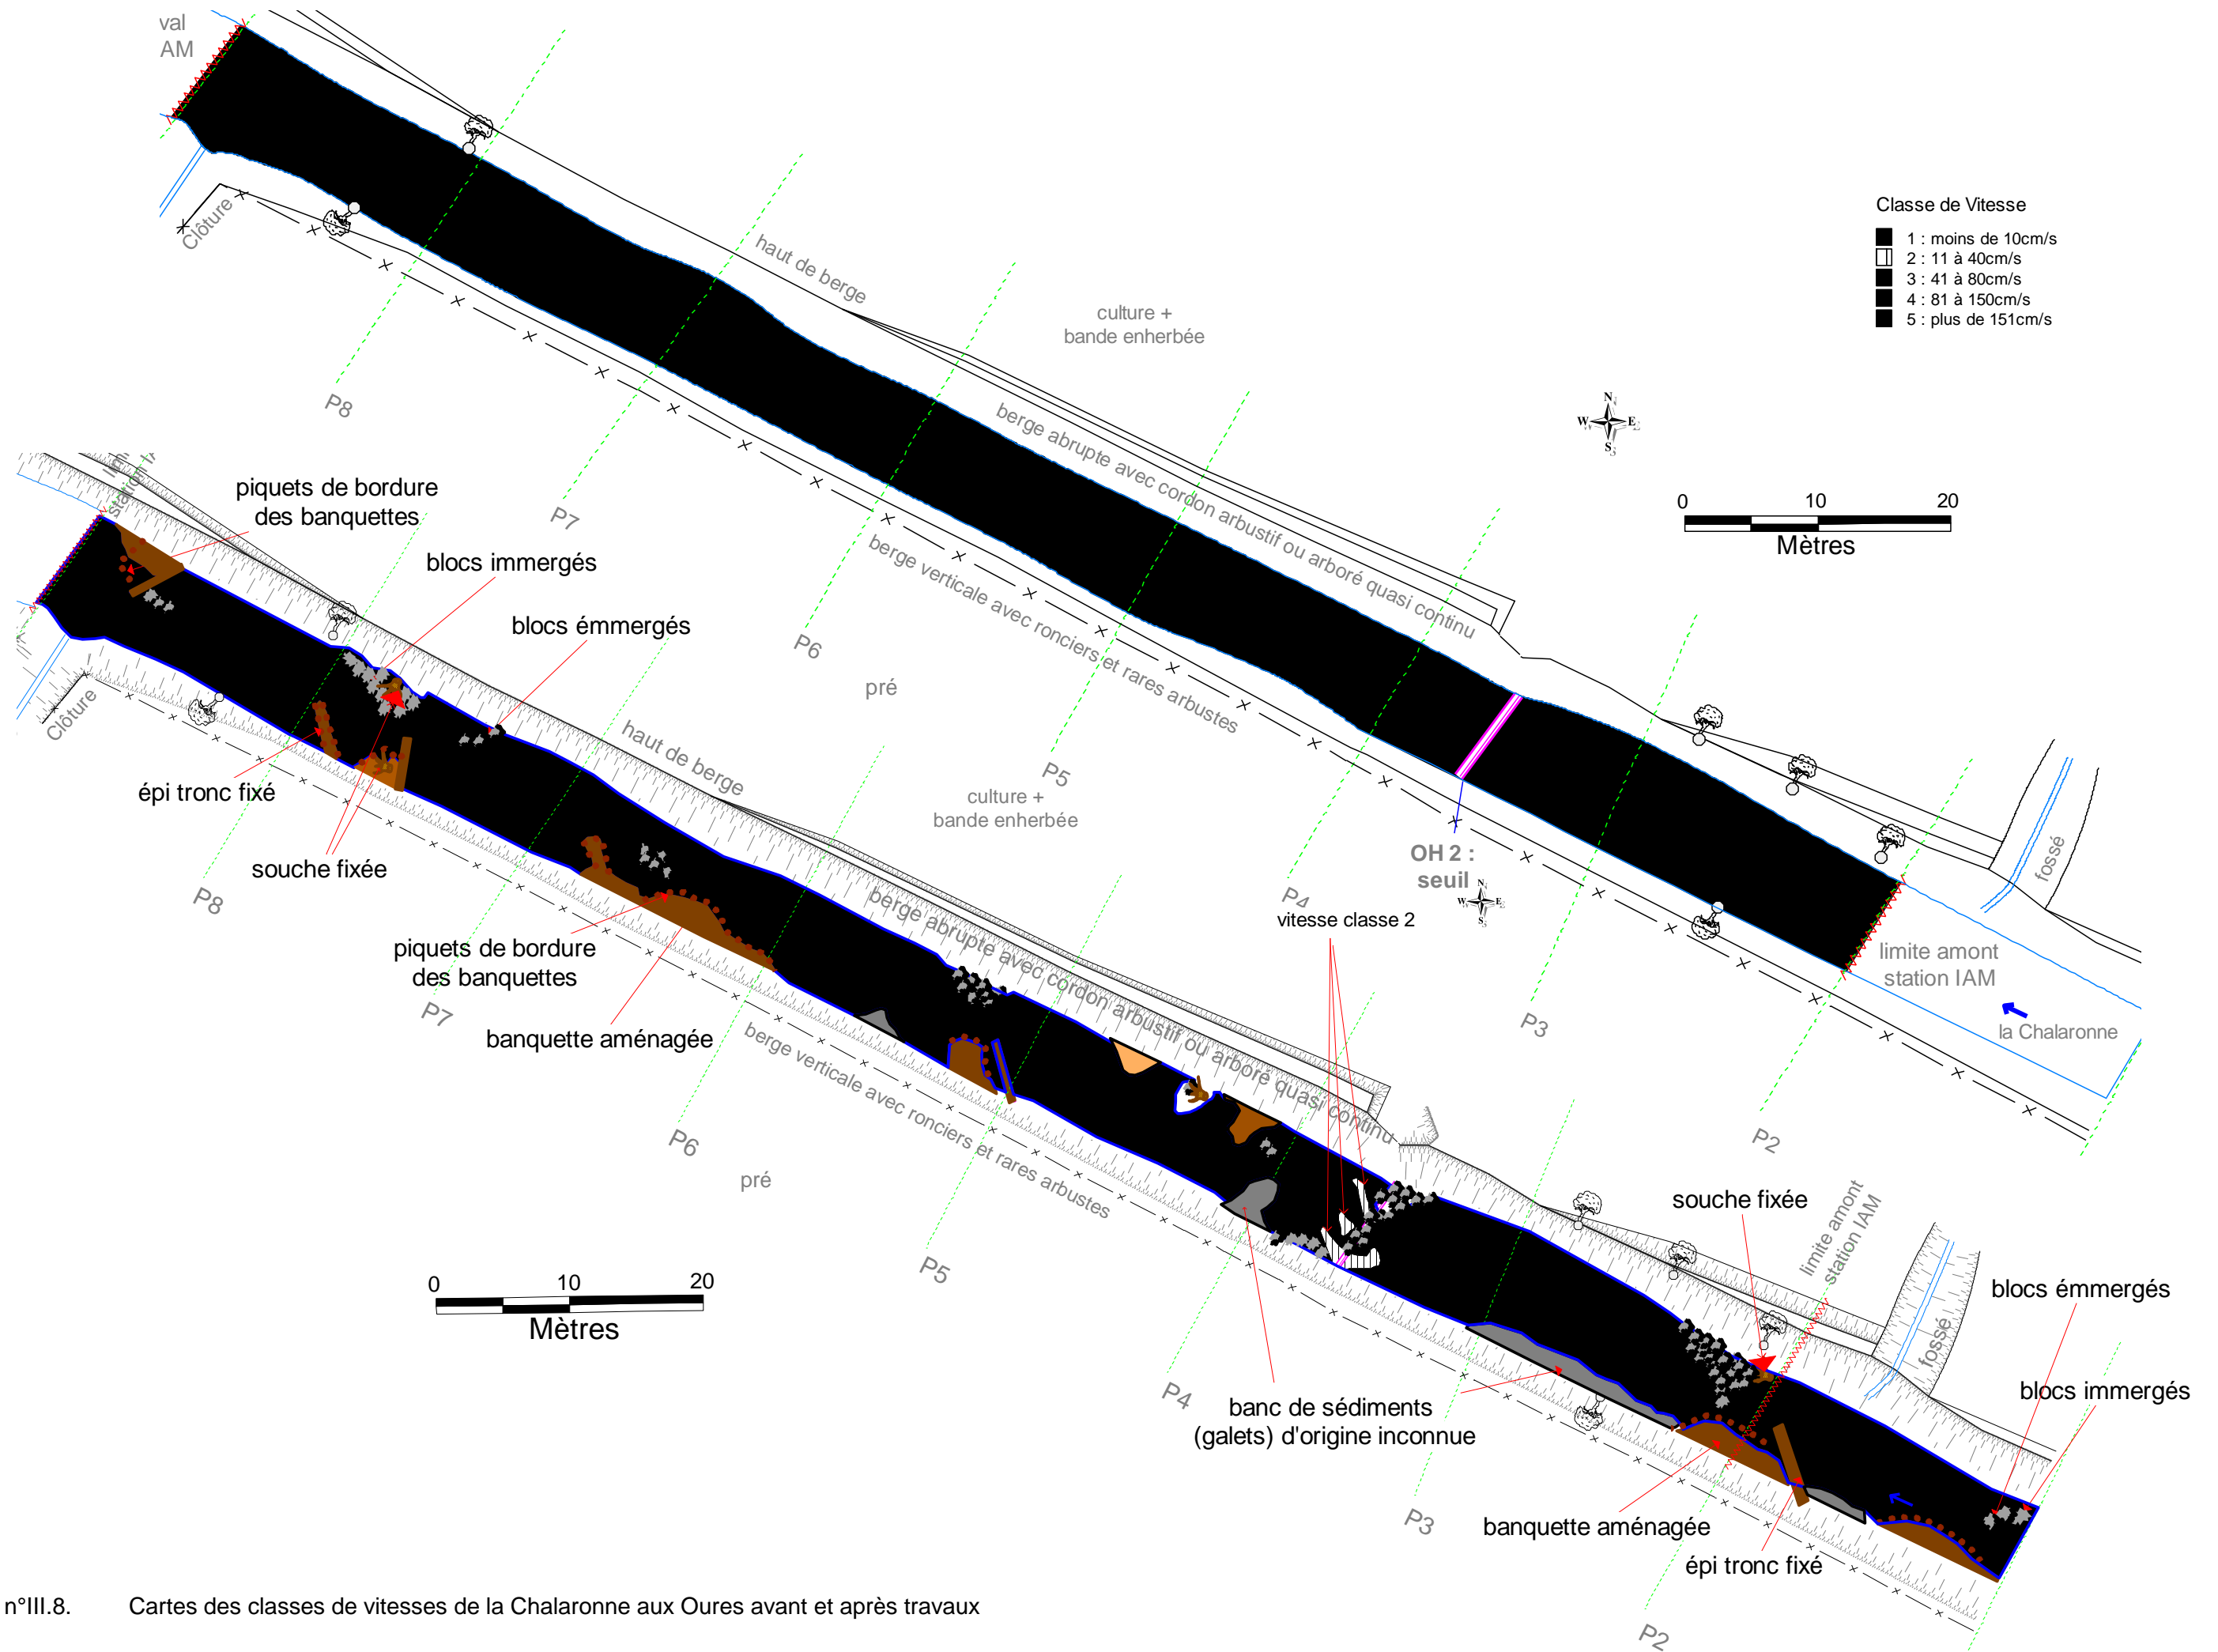 val
AM
Clôture
haut de berge
culture +
bande enherbée
berge abrupte avec cordon arbustif ou arboré quasi continu
berge verticale avec ronciers et rares arbustes
pré
P8
P7
P6
P5
P4
P3
P2
OH 2 :
seuil
fossé
limite amont
station IAM
la Chalaronne
Classe de Vitesse
1 : moins de 10cm/s
2 : 11 à 40cm/s
3 : 41 à 80cm/s
4 : 81 à 150cm/s
5 : plus de 151cm/s
N
W E
S
0 10 20
Mètres
station
piquets de bordure
des banquettes
blocs immergés
blocs émmergés
Clôture
épi tronc fixé
souche fixée
haut de berge
culture +
bande enherbée
piquets de bordure
des banquettes
banquette aménagée
berge abrupte avec cordon arbustif ou arboré quasi continu
berge verticale avec ronciers et rares arbustes
pré
vitesse classe 2
N
W E
S
P8
P7
P6
P5
P4
P3
P2
0 10 20
Mètres
banc de sédiments
(galets) d'origine inconnue
souche fixée
limite amont
station IAM
fossé
blocs émmergés
blocs immergés
banquette aménagée
épi tronc fixé
n°III.8. Cartes des classes de vitesses de la Chalaronne aux Oures avant et après travaux